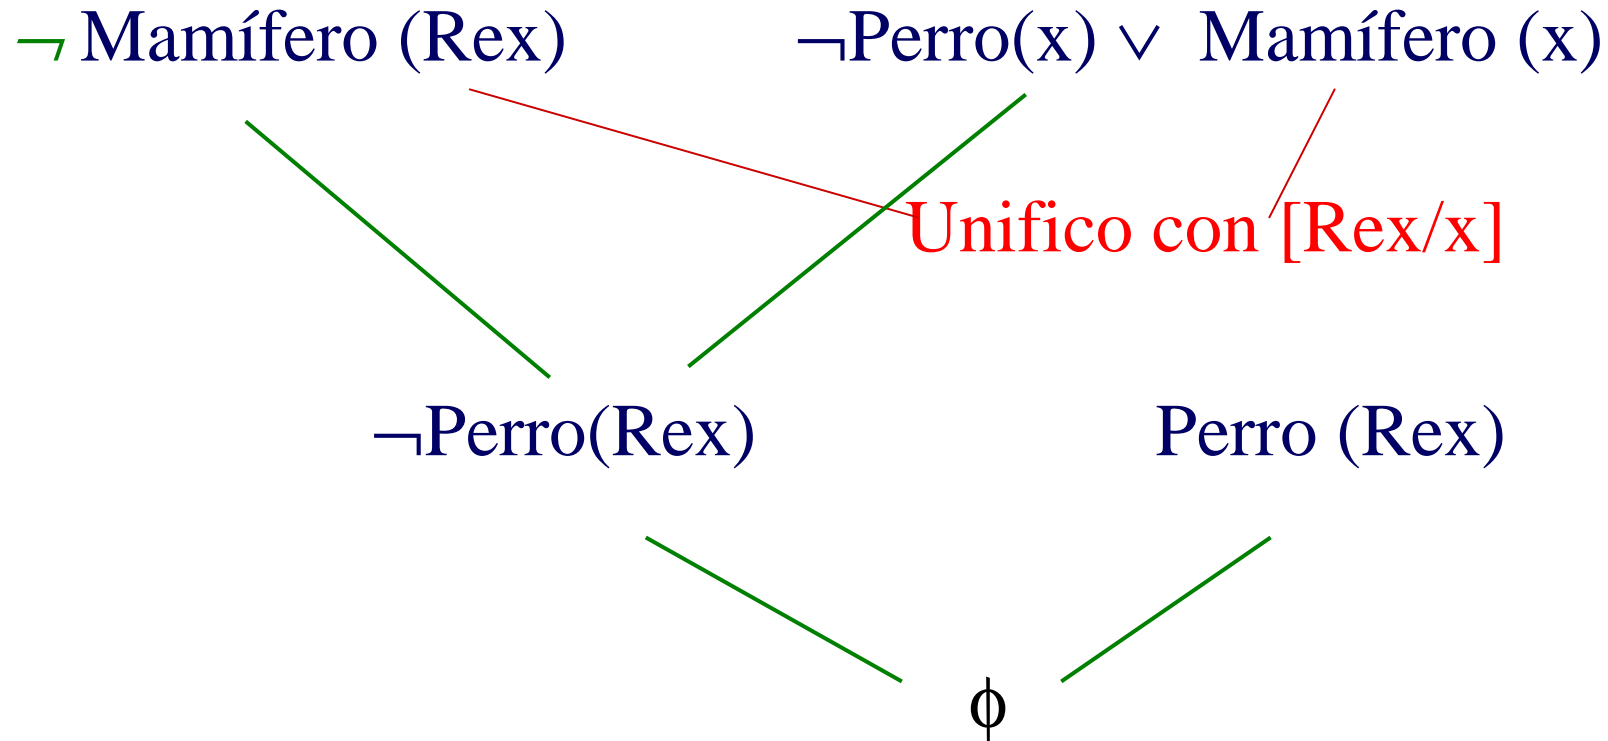 ¬ Mamífero (Rex) ¬Perro(x) ∨ Mamífero (x)
Unifico con [Rex/x]
¬Perro(Rex) Perro (Rex)
ϕ